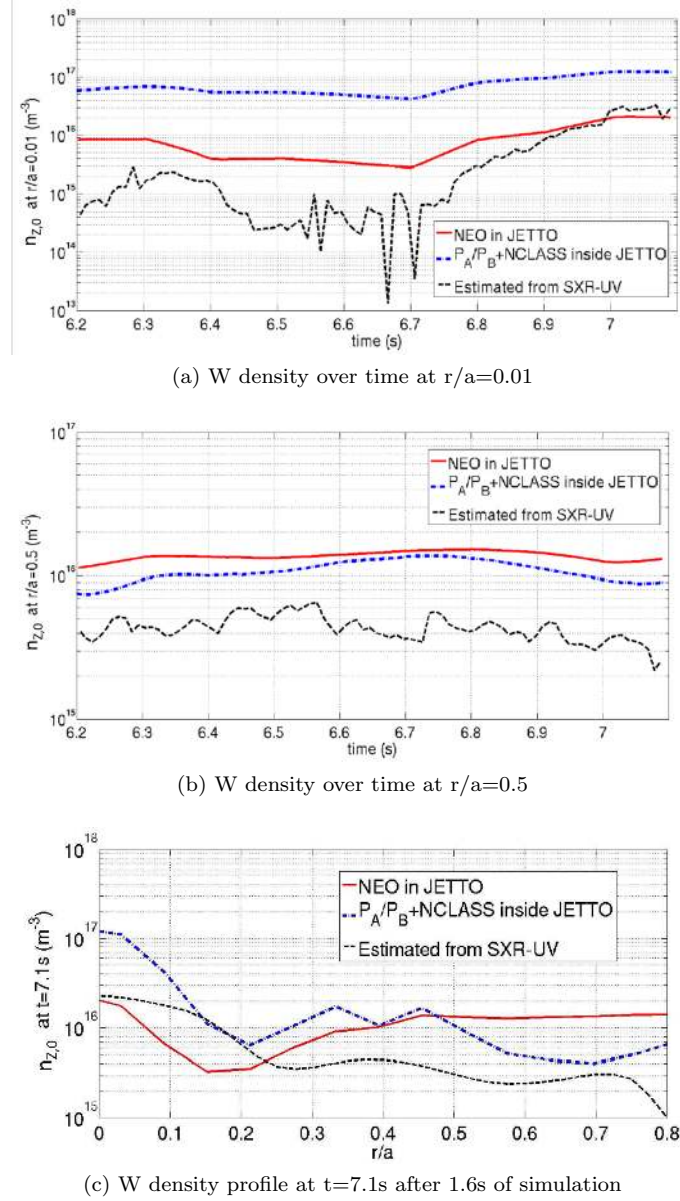 10^18
10^17
10^16
10^15
10^14
10^13
n_{Z,0} at r/a=0.01 (m^{-3})
NEO in JETTO
P_A/P_B+NCLASS inside JETTO
Estimated from SXR-UV
6.2 6.3 6.4 6.5 6.6 6.7 6.8 6.9 7
time (s)
(a) W density over time at r/a=0.01
10^17
10^16
10^15
n_{Z,0} at r/a=0.5 (m^{-3})
NEO in JETTO
P_A/P_B+NCLASS inside JETTO
Estimated from SXR-UV
6.2 6.3 6.4 6.5 6.6 6.7 6.8 6.9 7
time (s)
(b) W density over time at r/a=0.5
10^18
10^17
10^16
10^15
n_{Z,0} at t=7.1s (m^{-3})
NEO in JETTO
P_A/P_B+NCLASS inside JETTO
Estimated from SXR-UV
0 0.1 0.2 0.3 0.4 0.5 0.6 0.7 0.8
r/a
(c) W density profile at t=7.1s after 1.6s of simulation